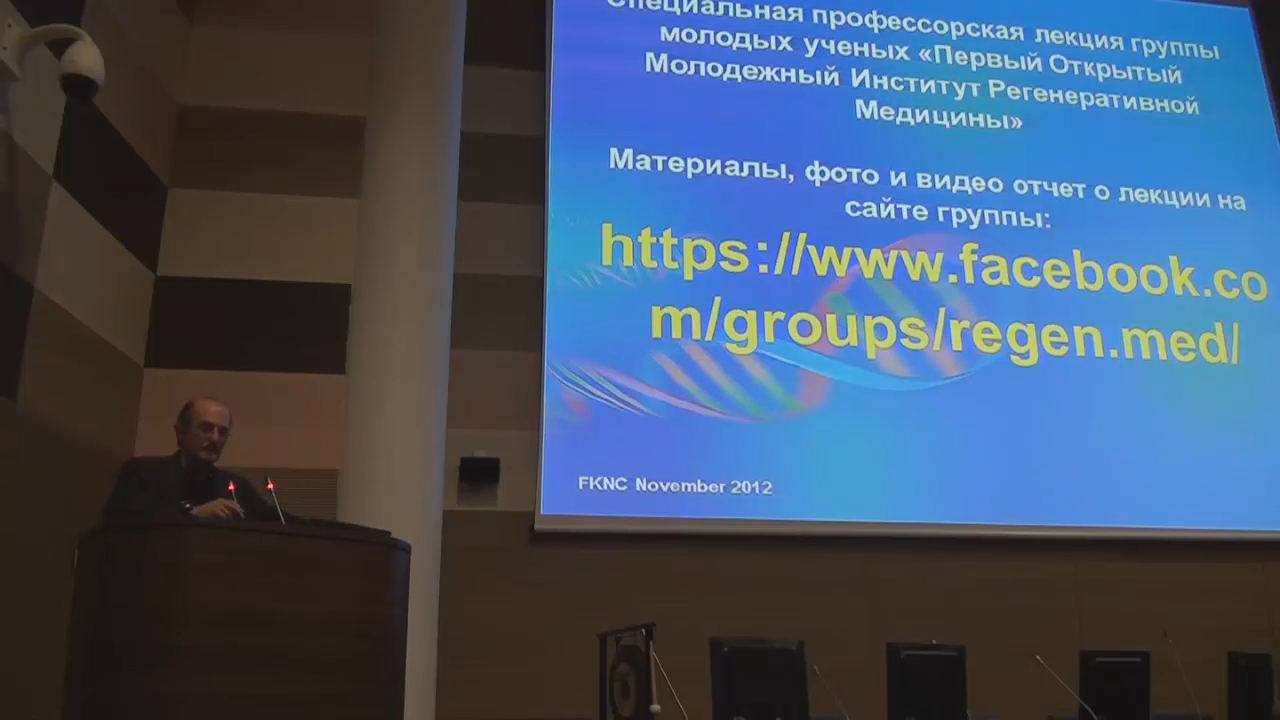 Специальная профессорская лекция группы
молодых ученых «Первый Открытый
Молодежный Институт Регенеративной
Медицины»
Материалы, фото и видео отчет о лекции на
сайте группы:
https://www.facebook.co
m/groups/regen.med/
FKNC November 2012